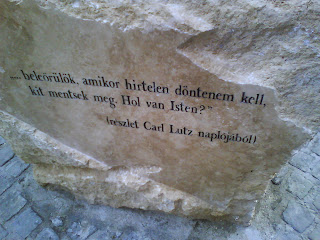 „... beleőrülök, amikor hirtelen döntenem kell,
kit mentsek meg. Hol van Isten?"
(részlet Carl Lutz naplójából)